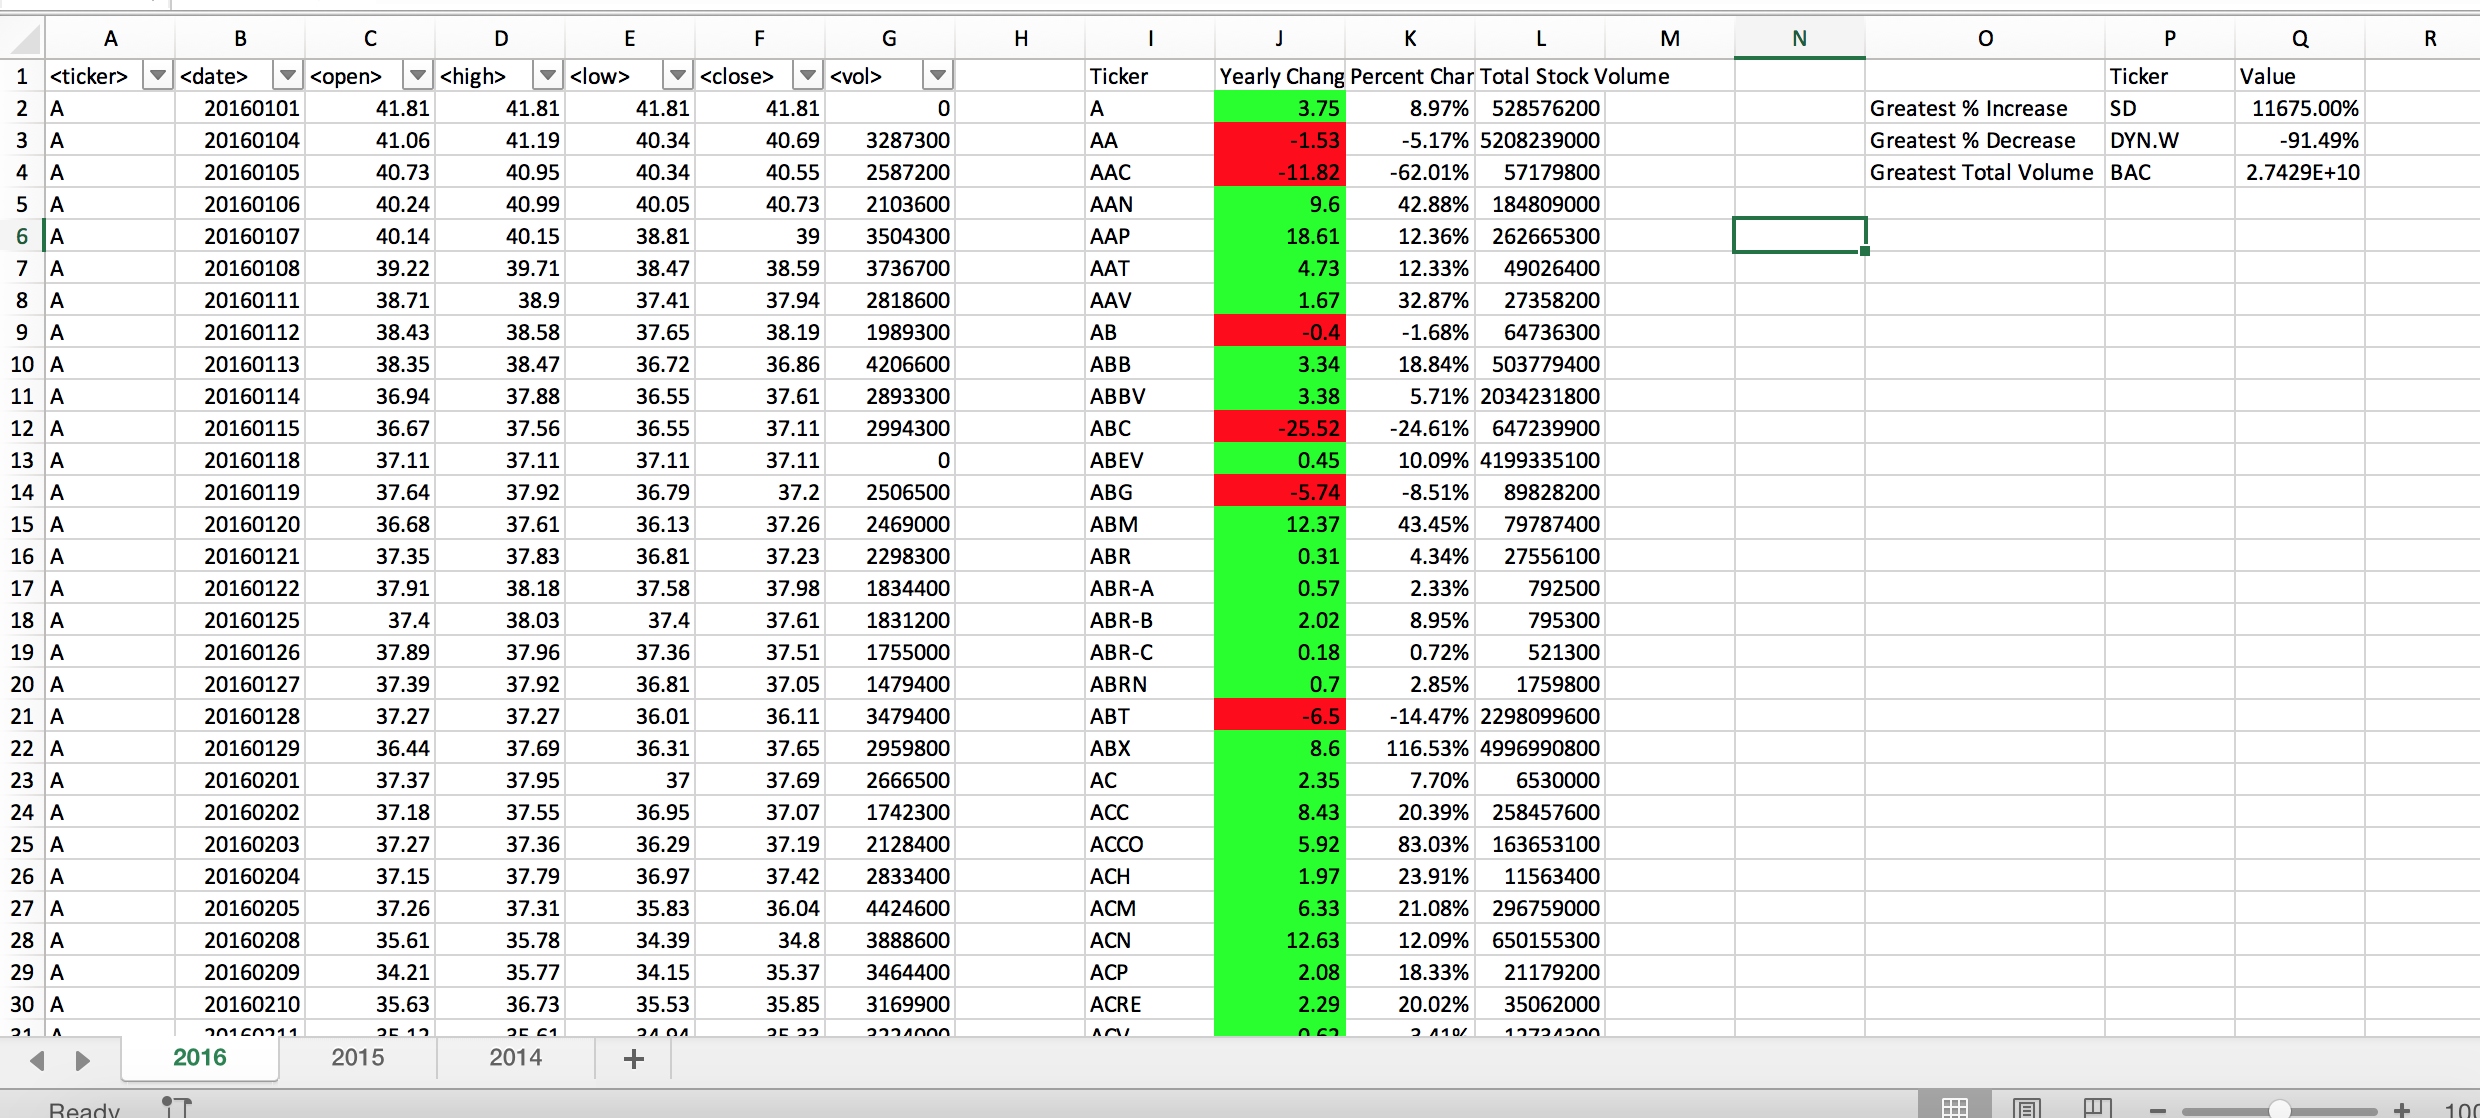 A B C D E F G H I J K L M N O P Q R
1 <ticker> <date> <open> <high> <low> <close> <vol> Ticker Yearly Chang Percent Char Total Stock Volume Ticker Value
2 A 20160101 41.81 41.81 41.81 41.81 0 A 3.75 8.97% 528576200 Greatest % Increase SD 11675.00%
3 A 20160104 41.06 41.19 40.34 40.69 3287300 AA -1.53 -5.17% 5208239000 Greatest % Decrease DYN.W -91.49%
4 A 20160105 40.73 40.95 40.34 40.55 2587200 AAC -11.82 -62.01% 57179800 Greatest Total Volume BAC 2.7429E+10
5 A 20160106 40.24 40.99 40.05 40.73 2103600 AAN 9.6 42.88% 184809000
6 A 20160107 40.14 40.15 38.81 39 3504300 AAP 18.61 12.36% 262665300
7 A 20160108 39.22 39.71 38.47 38.59 3736700 AAT 4.73 12.33% 49026400
8 A 20160111 38.71 38.9 37.41 37.94 2818600 AAV 1.67 32.87% 27358200
9 A 20160112 38.43 38.58 37.65 38.19 1989300 AB -0.4 -1.68% 64736300
10 A 20160113 38.35 38.47 36.72 36.86 4206600 ABB 3.34 18.84% 503779400
11 A 20160114 36.94 37.88 36.55 37.61 2893300 ABBV 3.38 5.71% 2034231800
12 A 20160115 36.67 37.56 36.55 37.11 2994300 ABC -25.52 -24.61% 647239900
13 A 20160118 37.11 37.11 37.11 37.11 0 ABEV 0.45 10.09% 4199335100
14 A 20160119 37.64 37.92 36.79 37.2 2506500 ABG -5.74 -8.51% 89828200
15 A 20160120 36.68 37.61 36.13 37.26 2469000 ABM 12.37 43.45% 79787400
16 A 20160121 37.35 37.83 36.81 37.23 2298300 ABR 0.31 4.34% 27556100
17 A 20160122 37.91 38.18 37.58 37.98 1834400 ABR-A 0.57 2.33% 792500
18 A 20160125 37.4 38.03 37.4 37.61 1831200 ABR-B 2.02 8.95% 795300
19 A 20160126 37.89 37.96 37.36 37.51 1755000 ABR-C 0.18 0.72% 521300
20 A 20160127 37.39 37.92 36.81 37.05 1479400 ABRN 0.7 2.85% 1759800
21 A 20160128 37.27 37.27 36.01 36.11 3479400 ABT -6.5 -14.47% 2298099600
22 A 20160129 36.44 37.69 36.31 37.65 2959800 ABX 8.6 116.53% 4996990800
23 A 20160201 37.37 37.95 37 37.69 2666500 AC 2.35 7.70% 6530000
24 A 20160202 37.18 37.55 36.95 37.07 1742300 ACC 8.43 20.39% 258457600
25 A 20160203 37.27 37.36 36.29 37.19 2128400 ACCO 5.92 83.03% 163653100
26 A 20160204 37.15 37.79 36.97 37.42 2833400 ACH 1.97 23.91% 11563400
27 A 20160205 37.26 37.31 35.83 36.04 4424600 ACM 6.33 21.08% 296759000
28 A 20160208 35.61 35.78 34.39 34.8 3888600 ACN 12.63 12.09% 650155300
29 A 20160209 34.21 35.77 34.15 35.37 3464400 ACP 2.08 18.33% 21179200
30 A 20160210 35.63 36.73 35.53 35.85 3169900 ACRE 2.29 20.02% 35062000
31 A 20160211
2016 2015 2014 +
Ready